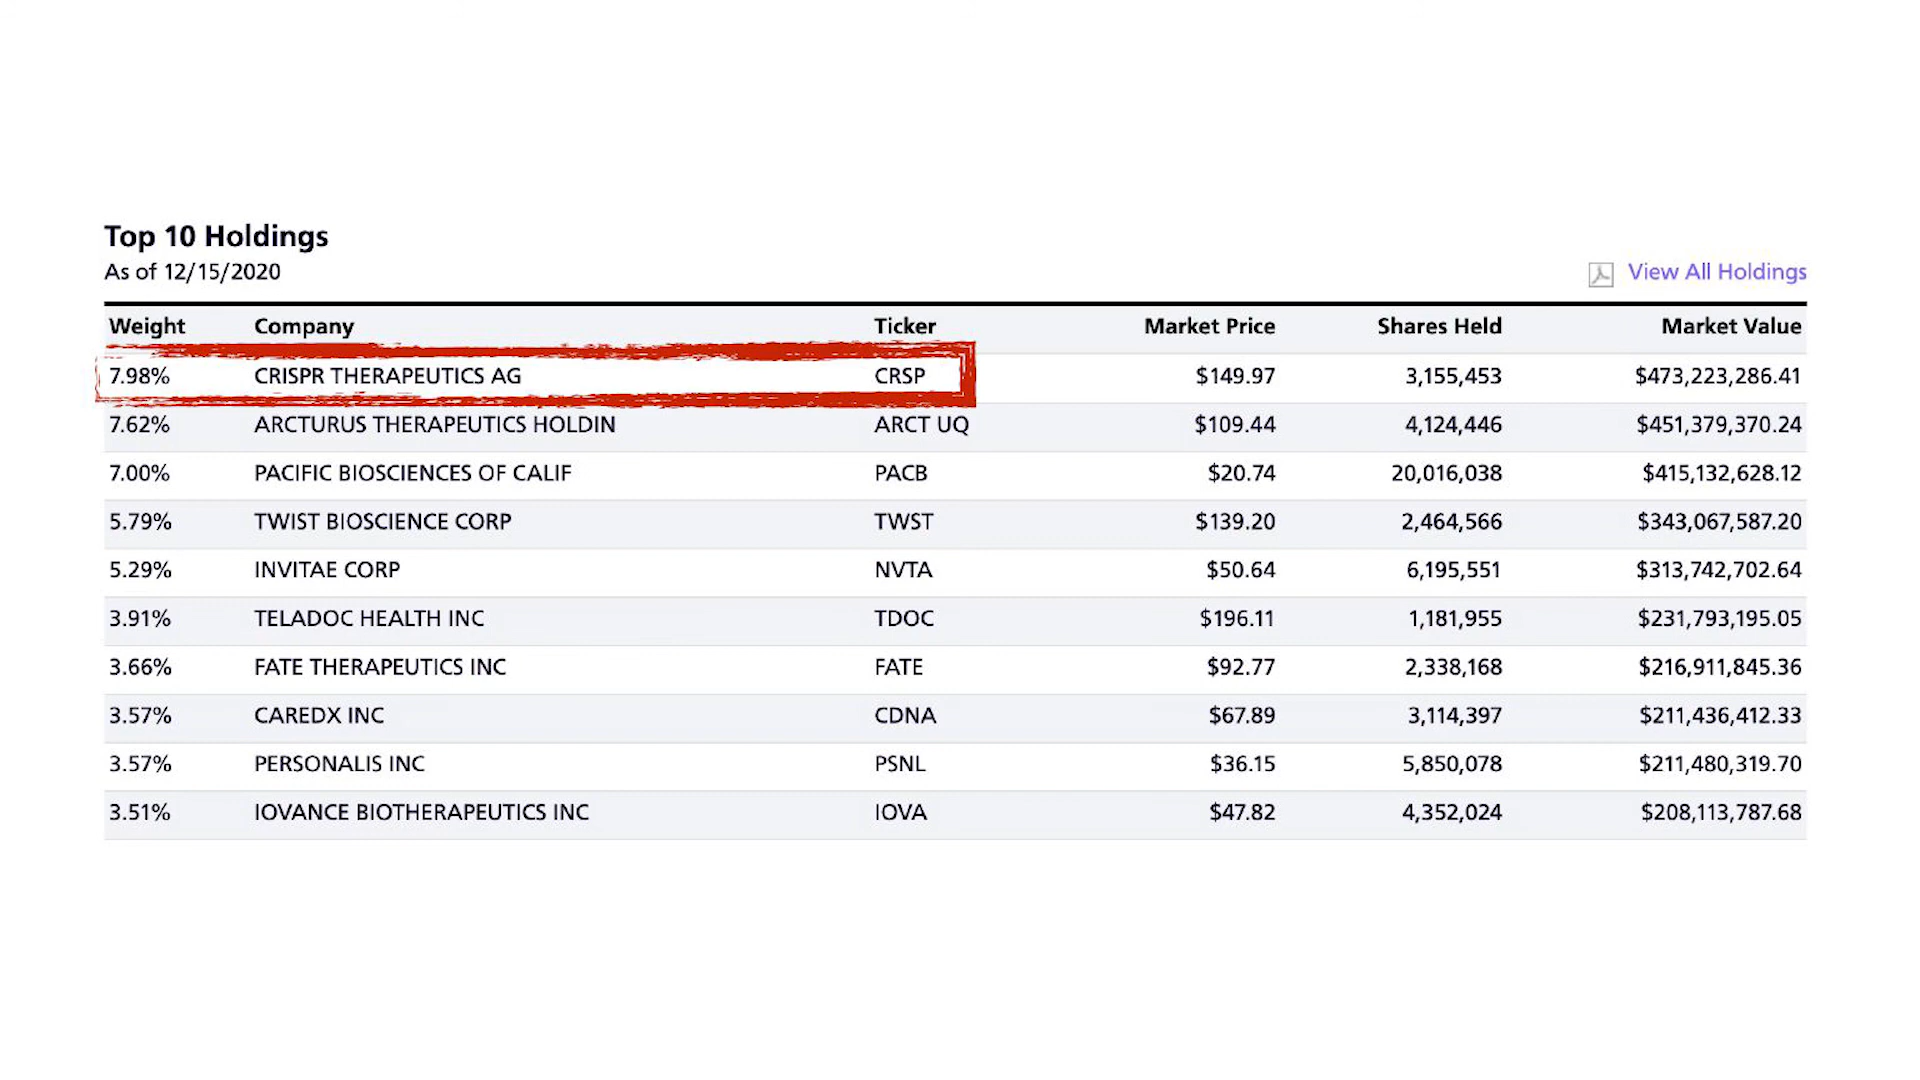 Top 10 Holdings
As of 12/15/2020
View All Holdings
Weight Company Ticker Market Price Shares Held Market Value
7.98% CRISPR THERAPEUTICS AG CRSP $149.97 3,155,453 $473,223,286.41
7.62% ARCTURUS THERAPEUTICS HOLDIN ARCT UQ $109.44 4,124,446 $451,379,370.24
7.00% PACIFIC BIOSCIENCES OF CALIF PACB $20.74 20,016,038 $415,132,628.12
5.79% TWIST BIOSCIENCE CORP TWST $139.20 2,464,566 $343,067,587.20
5.29% INVITAE CORP NVTA $50.64 6,195,551 $313,742,702.64
3.91% TELADOC HEALTH INC TDOC $196.11 1,181,955 $231,793,195.05
3.66% FATE THERAPEUTICS INC FATE $92.77 2,338,168 $216,911,845.36
3.57% CAREDX INC CDNA $67.89 3,114,397 $211,436,412.33
3.57% PERSONALIS INC PSNL $36.15 5,850,078 $211,480,319.70
3.51% IOVANCE BIOTHERAPEUTICS INC IOVA $47.82 4,352,024 $208,113,787.68